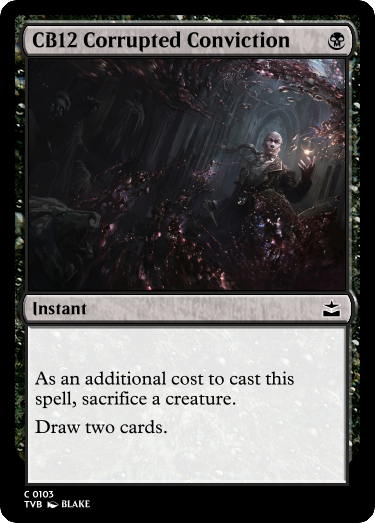 CB12 Corrupted Conviction
Instant
As an additional cost to cast this
spell, sacrifice a creature.
Draw two cards.
C 0103
TVB BLAKE